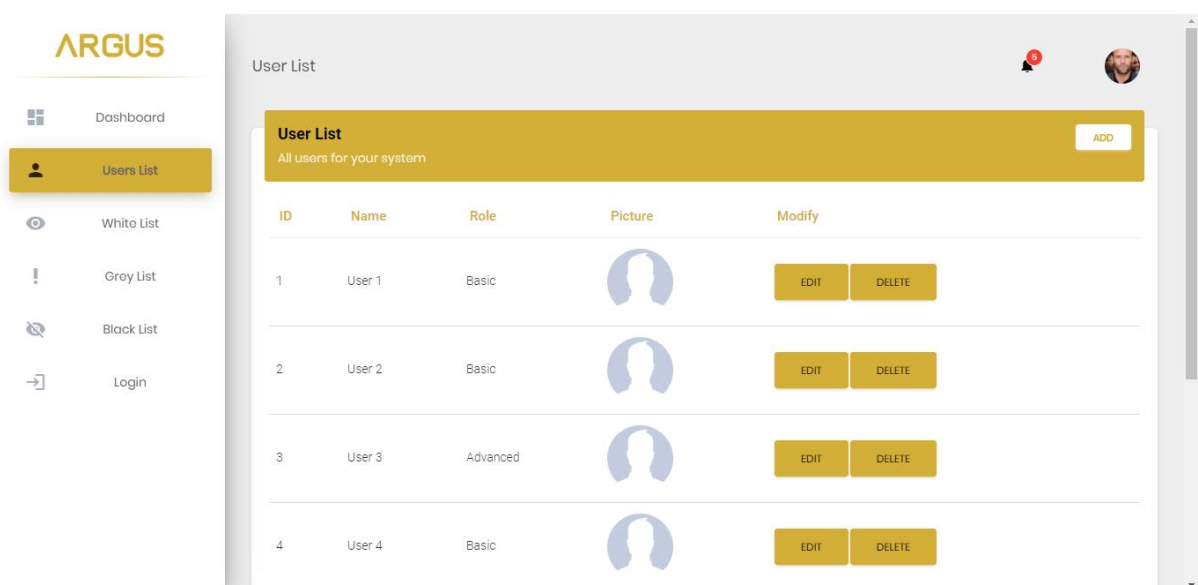 ARGUS
Dashboard
Users List
White List
Grey List
Black List
Login
User List
5
User List
All users for your system
ADD
ID Name Role Picture Modify
1 User 1 Basic EDIT DELETE
2 User 2 Basic EDIT DELETE
3 User 3 Advanced EDIT DELETE
4 User 4 Basic EDIT DELETE